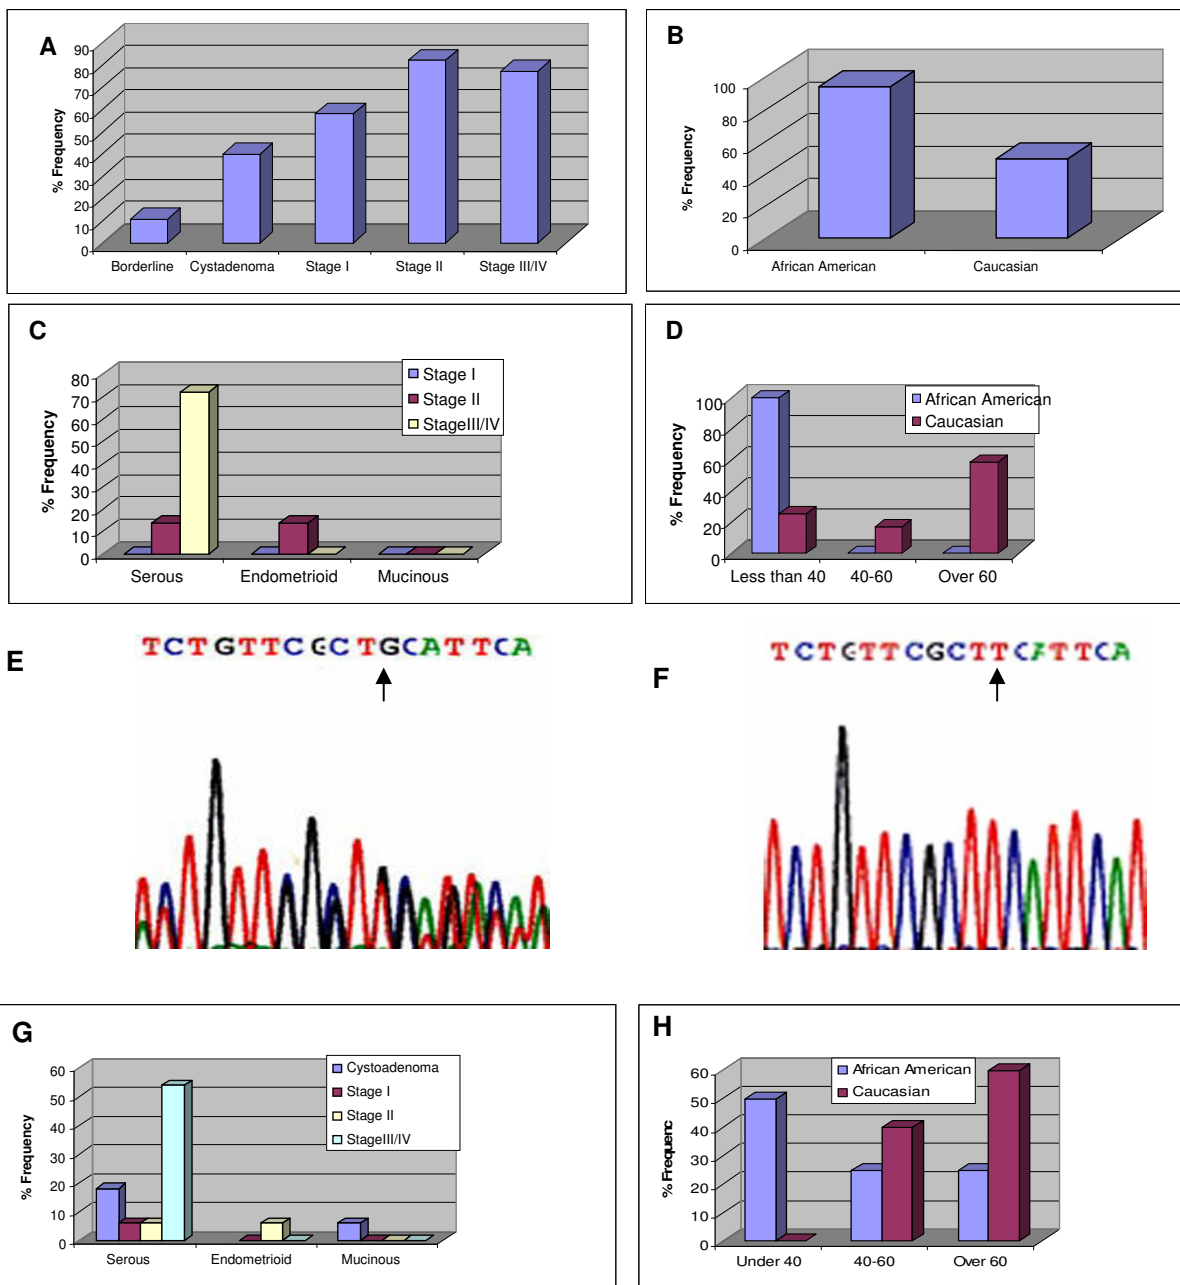 A
% Frequency
90
80
70
60
50
40
30
20
10
0
Borderline Cystadenoma Stage I Stage II Stage III/IV
B
% Frequency
100
80
60
40
20
0
African American Caucasian
C
% Frequency
80
70
60
50
40
30
20
10
0
Stage I
Stage II
StageIII/IV
Serous Endometrioid Mucinous
D
% Frequency
100
80
60
40
20
0
African American
Caucasian
Less than 40 40-60 Over 60
E
TCTGTTCGCTGCATTCA
F
TCTGTTCGCTTCATTCA
G
% Frequency
60
50
40
30
20
10
0
Cystoadenoma
Stage I
Stage II
StageIII/IV
Serous Endometrioid Mucinous
H
% Frequenc
60
50
40
30
20
10
0
African American
Caucasian
Under 40 40-60 Over 60